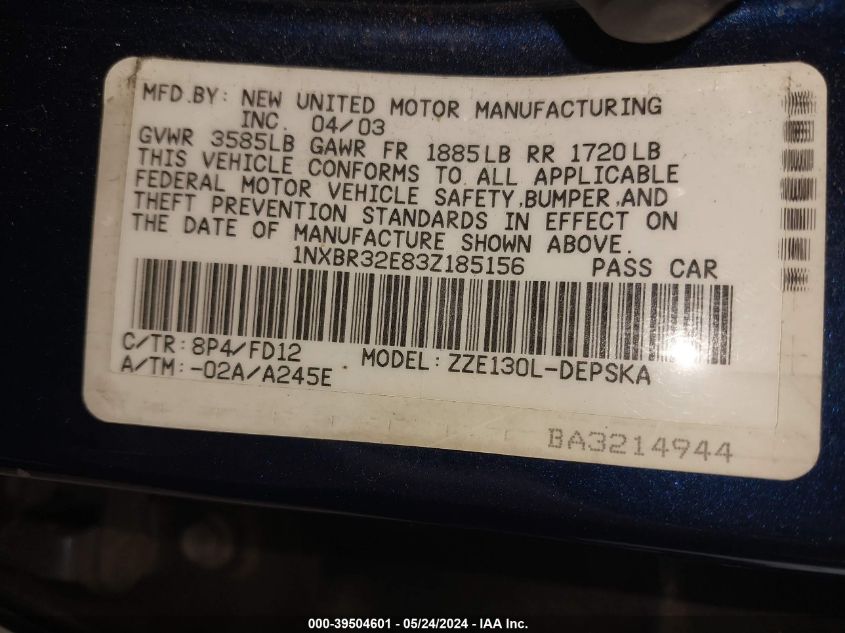 MFD.BY: NEW UNITED MOTOR MANUFACTURING
INC. 04/03
GVWR 3585LB GAWR FR 1885LB RR 1720LB
THIS VEHICLE CONFORMS TO ALL APPLICABLE
FEDERAL MOTOR VEHICLE SAFETY,BUMPER,AND
THEFT PREVENTION STANDARDS IN EFFECT ON
THE DATE OF MANUFACTURE SHOWN ABOVE.
1NXBR32E83Z185156 PASS CAR
C/TR:8P4/FD12 MODEL:ZZE130L-DEPSKA
A/TM:-02A/A245E
BA3214944
000-39504601 - 05/24/2024 - IAA Inc.